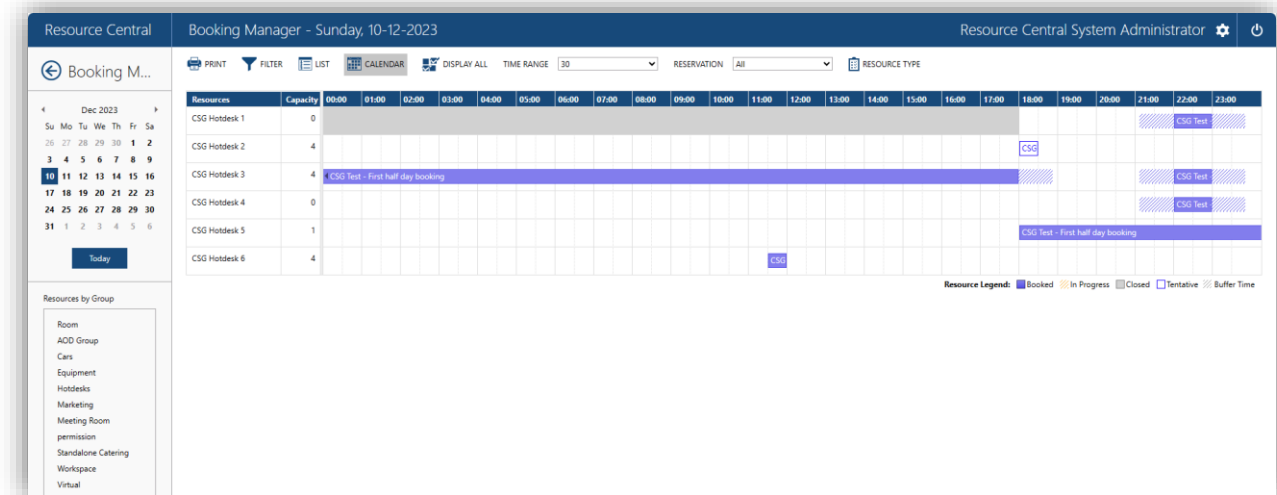 Resource Central
Booking Manager - Sunday, 10-12-2023
Resource Central System Administrator
Booking M...
PRINT FILTER LIST CALENDAR DISPLAY ALL TIME RANGE 30 RESERVATION All RESOURCE TYPE
Dec 2023
Su Mo Tu We Th Fr Sa
26 27 28 29 30 1 2
3 4 5 6 7 8 9
10 11 12 13 14 15 16
17 18 19 20 21 22 23
24 25 26 27 28 29 30
31 1 2 3 4 5 6
Today
Resources by Group
Room
AOD Group
Cars
Equipment
Hotdesks
Marketing
Meeting Room
permission
Standalone Catering
Workspace
Virtual
Resources Capacity 00:00 01:00 02:00 03:00 04:00 05:00 06:00 07:00 08:00 09:00 10:00 11:00 12:00 13:00 14:00 15:00 16:00 17:00 18:00 19:00 20:00 21:00 22:00 23:00
CSG Hotdesk 1 0 CSG Test -
CSG Hotdesk 2 4 CSG
CSG Hotdesk 3 4 CSG Test - First half day booking CSG Test -
CSG Hotdesk 4 0 CSG Test -
CSG Hotdesk 5 1 CSG Test - First half day booking
CSG Hotdesk 6 4 CSG
Resource Legend: Booked In Progress Closed Tentative Buffer Time